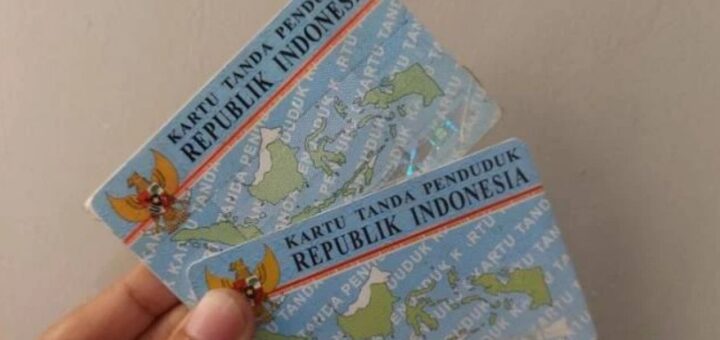 KARTU TANDA PENDUDUK
REPUBLIK INDONESIA
KARTU TANDA PENDUDUK
REPUBLIK INDONESIA